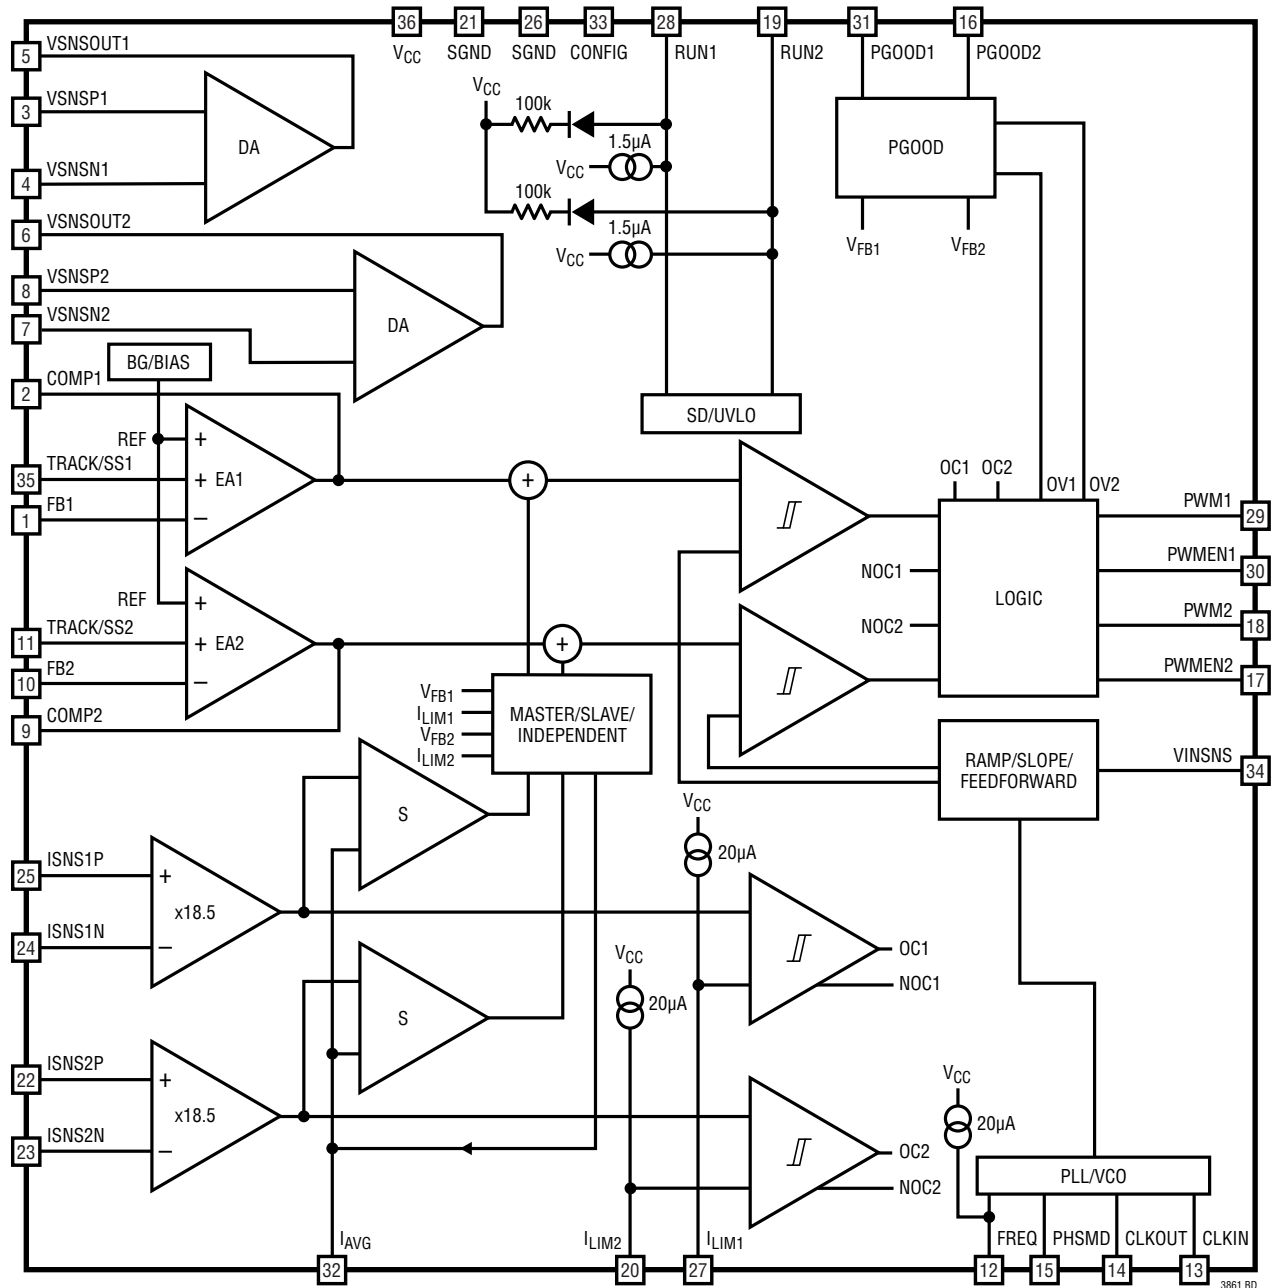 36 21 26 33 28 19 31 16
V_CC SGND SGND CONFIG RUN1 RUN2 PGOOD1 PGOOD2
5 VSNSOUT1
3 VSNSP1
DA
4 VSNSN1
6 VSNSOUT2
8 VSNSP2
DA
7 VSNSN2
V_CC
100k
1.5µA
V_CC
100k
1.5µA
V_CC
PGOOD
V_FB1 V_FB2
BG/BIAS
2 COMP1
SD/UVLO
REF +
35 TRACK/SS1
+ EA1
1 FB1
−
REF +
11 TRACK/SS2
+ EA2
10 FB2
−
9 COMP2
+
+
V_FB1
I_LIM1
V_FB2
I_LIM2
MASTER/SLAVE/
INDEPENDENT
OC1 OC2 OV1 OV2
NOC1
NOC2
LOGIC
PWM1 29
PWMEN1 30
PWM2 18
PWMEN2 17
RAMP/SLOPE/
FEEDFORWARD
VINSNS 34
S
25 ISNS1P
+
x18.5
24 ISNS1N
−
V_CC
20µA
OC1
NOC1
S
V_CC
20µA
22 ISNS2P
+
x18.5
23 ISNS2N
−
OC2
NOC2
V_CC
20µA
PLL/VCO
I_AVG I_LIM2 I_LIM1 FREQ PHSMD CLKOUT CLKIN
32 20 27 12 15 14 13
3861 BD